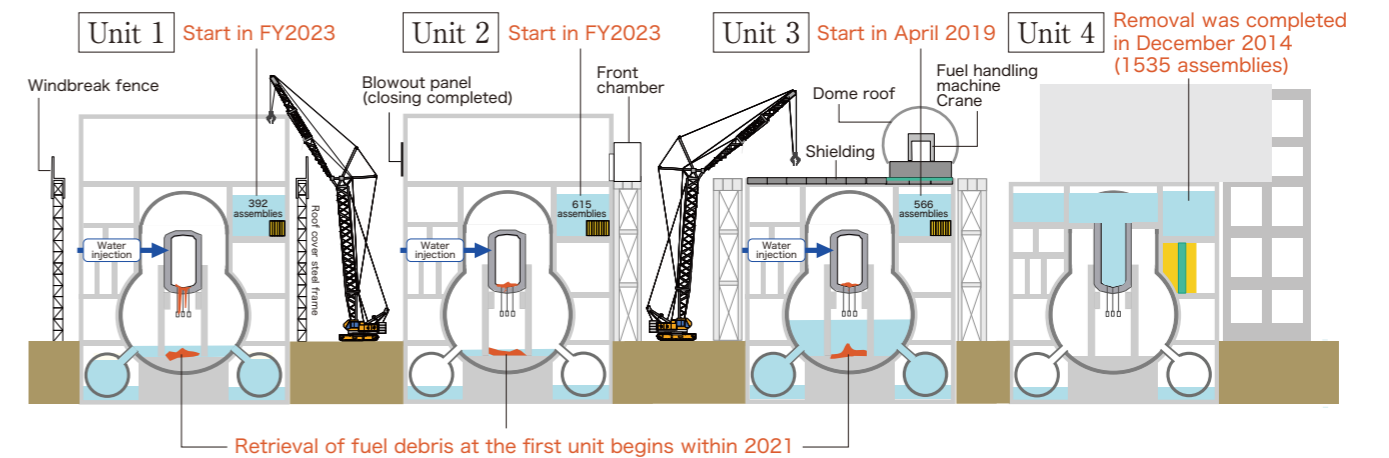 Unit 1
Start in FY2023
Unit 2
Start in FY2023
Unit 3
Start in April 2019
Unit 4
Removal was completed
in December 2014
(1535 assemblies)
Windbreak fence
Blowout panel
(closing completed)
Front
chamber
Dome roof
Fuel handling
machine
Crane
Shielding
392
assemblies
615
assemblies
566
assemblies
Water
injection
Roof cover steel frame
Water
injection
Water
injection
Retrieval of fuel debris at the first unit begins within 2021